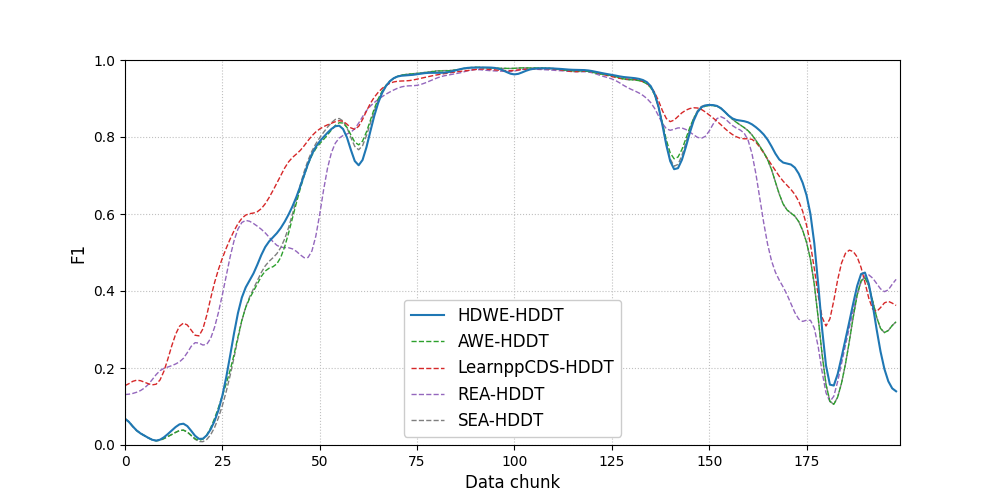 1.0
0.8
0.6
0.4
0.2
0.0
F1
HDWE-HDDT
AWE-HDDT
LearnppCDS-HDDT
REA-HDDT
SEA-HDDT
0 25 50 75 100 125 150 175
Data chunk